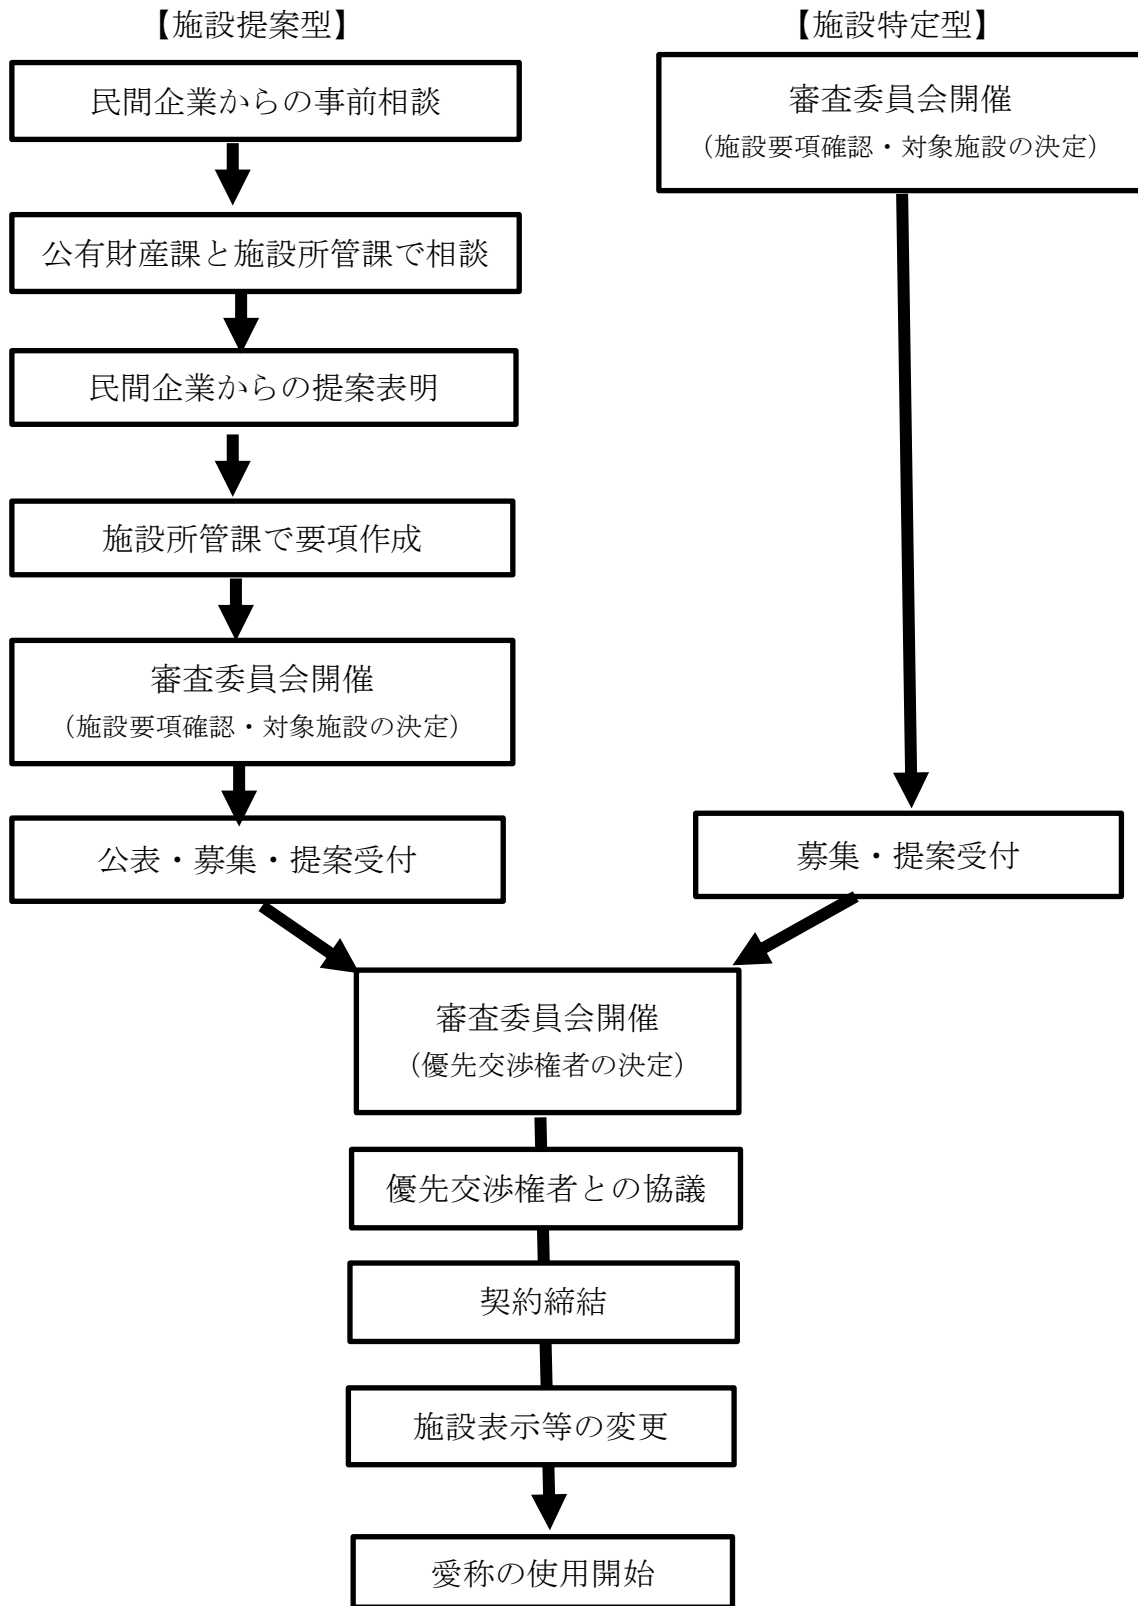 【施設提案型】
民間企業からの事前相談
公有財産課と施設所管課で相談
民間企業からの提案表明
施設所管課で要項作成
審査委員会開催
（施設要項確認・対象施設の決定）
公表・募集・提案受付
【施設特定型】
審査委員会開催
（施設要項確認・対象施設の決定）
募集・提案受付
審査委員会開催
（優先交渉権者の決定）
優先交渉権者との協議
契約締結
施設表示等の変更
愛称の使用開始